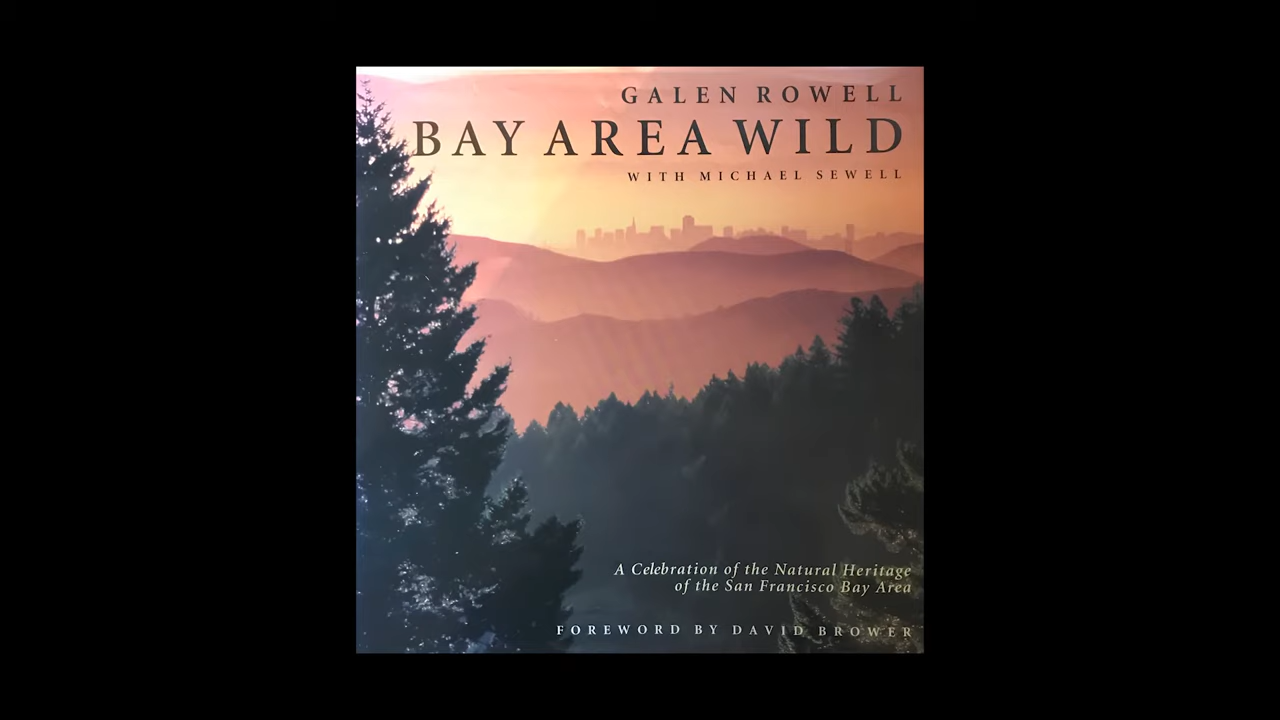 GALEN ROWELL
BAY AREA WILD
WITH MICHAEL SEWELL
A Celebration of the Natural Heritage
of the San Francisco Bay Area
FOREWORD BY DAVID BROWER